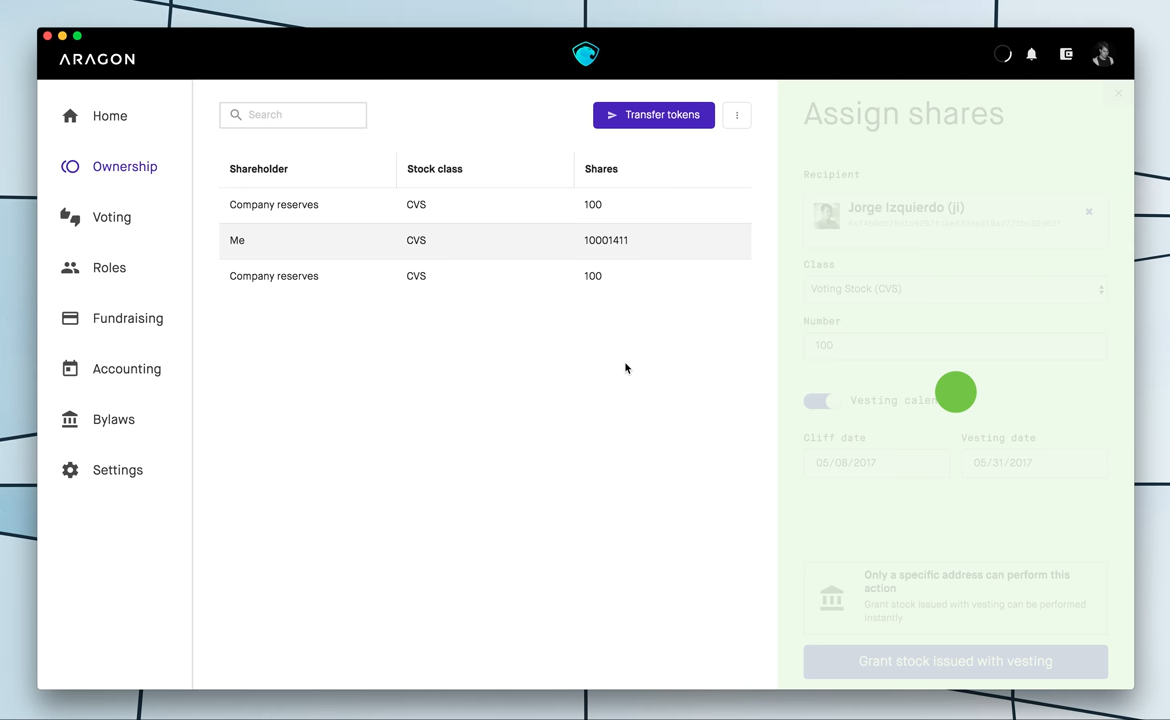 ARAGON
Home
Ownership
Voting
Roles
Fundraising
Accounting
Bylaws
Settings
Search
Transfer tokens
Shareholder Stock class Shares
Company reserves CVS 100
Me CVS 10001411
Company reserves CVS 100
Assign shares
Recipient
Jorge Izquierdo (ji)
Class
Voting Stock (CVS)
Number
100
Vesting calen
Cliff date Vesting date
05/08/2017 05/31/2017
Only a specific address can perform this
action
Grant stock issued with vesting can be performed
instantly
Grant stock issued with vesting